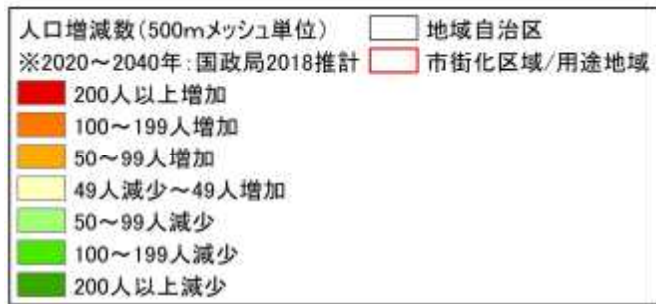 人口増減数(500mメッシュ単位) 地域自治区
※2020～2040年:国政局2018推計 市街化区域/用途地域
200人以上増加
100～199人増加
50～99人増加
49人減少～49人増加
50～99人減少
100～199人減少
200人以上減少